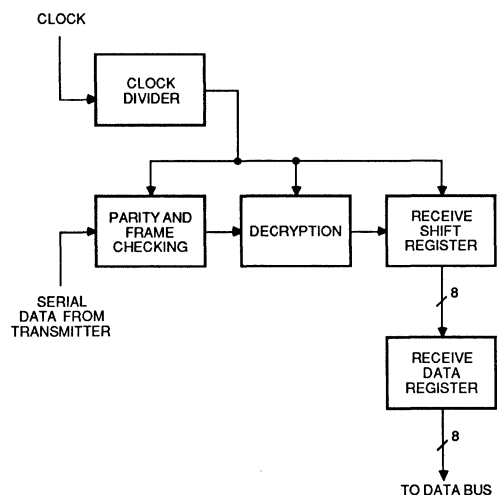 CLOCK
CLOCK
DIVIDER
PARITY AND
FRAME
CHECKING
DECRYPTION
RECEIVE
SHIFT
REGISTER
SERIAL
DATA FROM
TRANSMITTER
8
RECEIVE
DATA
REGISTER
8
TO DATA BUS